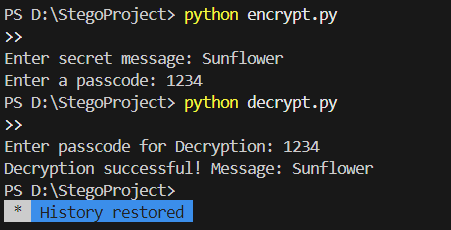 PS D:\StegoProject> python encrypt.py
>>
Enter secret message: Sunflower
Enter a passcode: 1234
PS D:\StegoProject> python decrypt.py
>>
Enter passcode for Decryption: 1234
Decryption successful! Message: Sunflower
PS D:\StegoProject>
* History restored